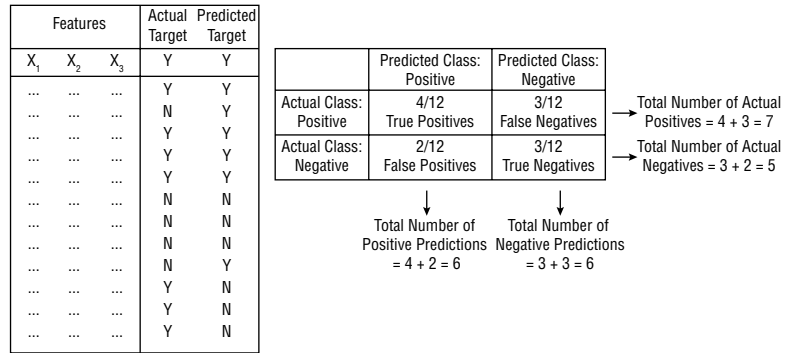 Features Actual Predicted
Target Target
X1 X2 X3 Y Y
... ... ... Y Y
... ... ... N Y
... ... ... Y Y
... ... ... Y Y
... ... ... Y Y
... ... ... N N
... ... ... N N
... ... ... N N
... ... ... N Y
... ... ... Y N
... ... ... Y N
... ... ... Y N
Predicted Class: Predicted Class:
Positive Negative
Actual Class: 4/12 3/12
Positive True Positives False Negatives
Total Number of Actual
Positives = 4 + 3 = 7
Actual Class: 2/12 3/12
Negative False Positives True Negatives
Total Number of Actual
Negatives = 3 + 2 = 5
Total Number of
Positive Predictions
= 4 + 2 = 6
Total Number of
Negative Predictions
= 3 + 3 = 6